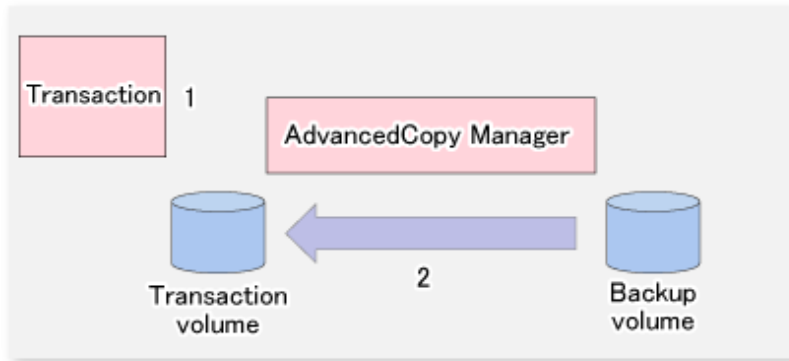 Transaction 1
AdvancedCopy Manager
2
Transaction
volume
Backup
volume